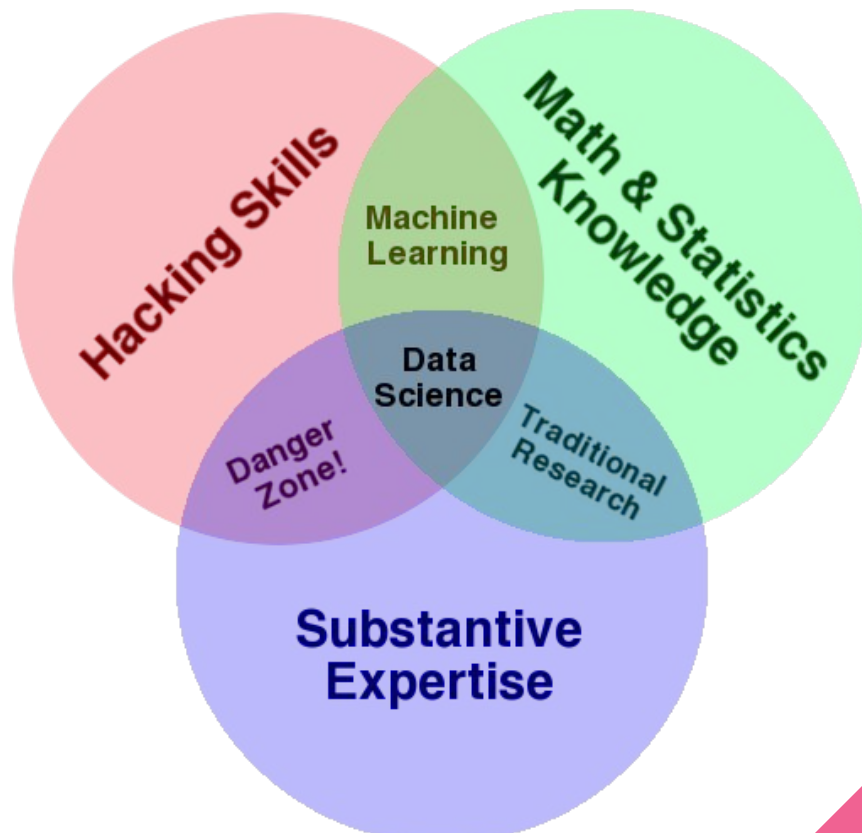 Hacking Skills
Math & Statistics
Knowledge
Machine
Learning
Data
Science
Danger
Zone!
Traditional
Research
Substantive
Expertise